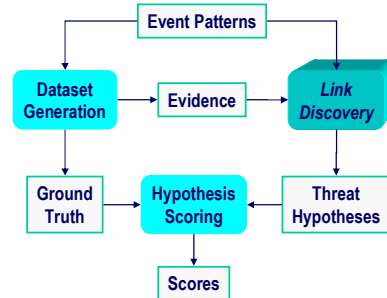 Event Patterns
Dataset
Generation
Evidence
Link
Discovery
Ground
Truth
Hypothesis
Scoring
Threat
Hypotheses
Scores